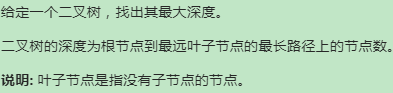 给定一个二叉树，找出其最大深度。
二叉树的深度为根节点到最远叶子节点的最长路径上的节点数。
说明: 叶子节点是指没有子节点的节点。